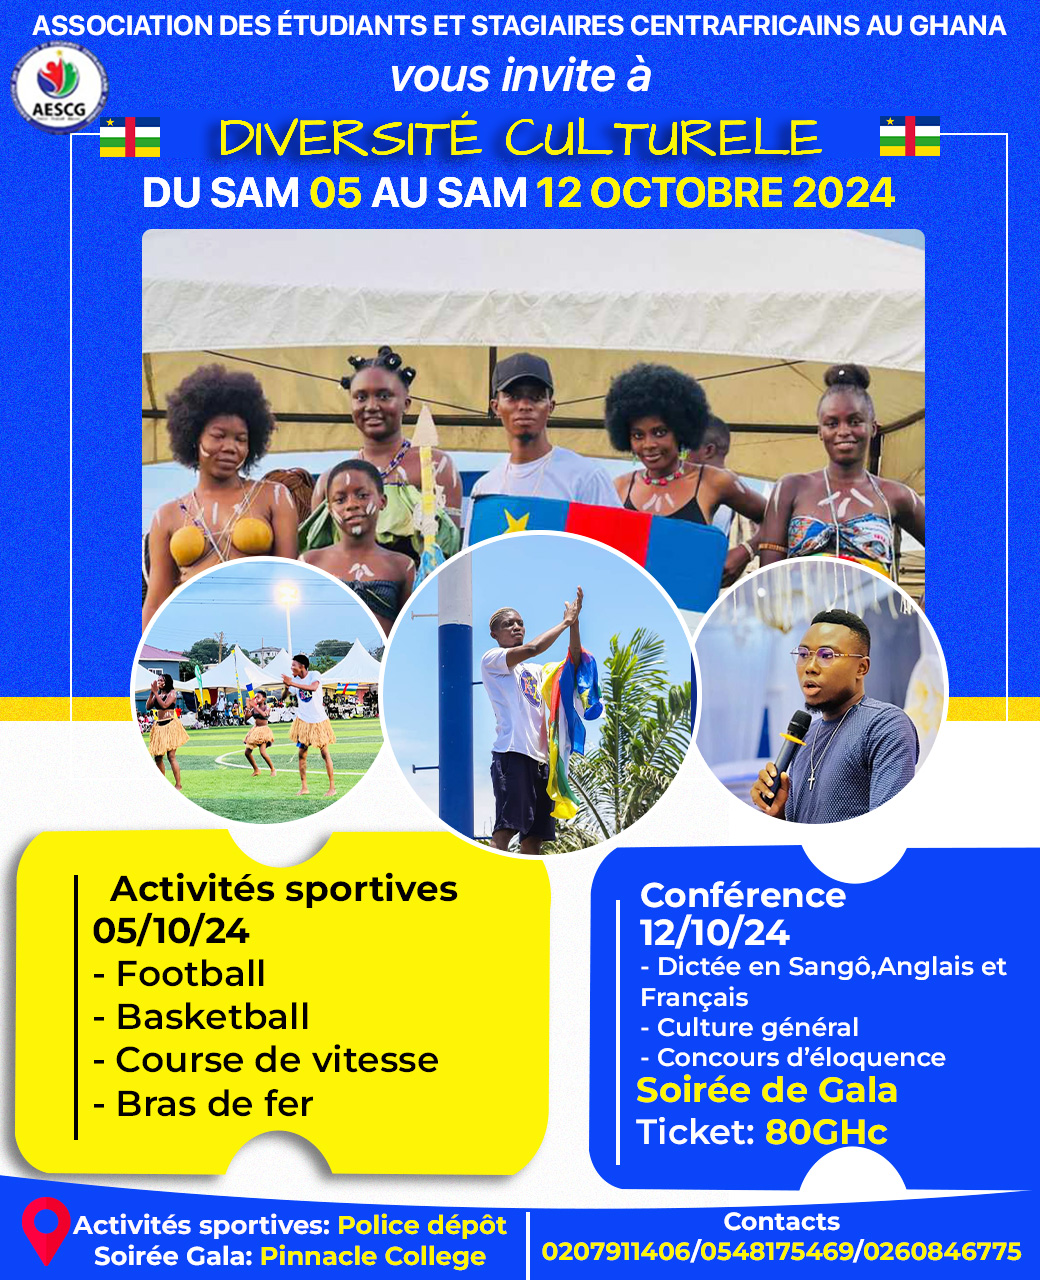 ASSOCIATION DES ÉTUDIANTS ET STAGIAIRES CENTRAFRICAINS AU GHANA
AESCG
vous invite à
DIVERSITÉ CULTURELE
DU SAM 05 AU SAM 12 OCTOBRE 2024
Activités sportives
05/10/24
- Football
- Basketball
- Course de vitesse
- Bras de fer
Conférence
12/10/24
- Dictée en Sangô,Anglais et
Français
- Culture général
- Concours d’éloquence
Soirée de Gala
Ticket: 80GHc
Activités sportives: Police dépôt
Soirée Gala: Pinnacle College
Contacts
0207911406/0548175469/0260846775